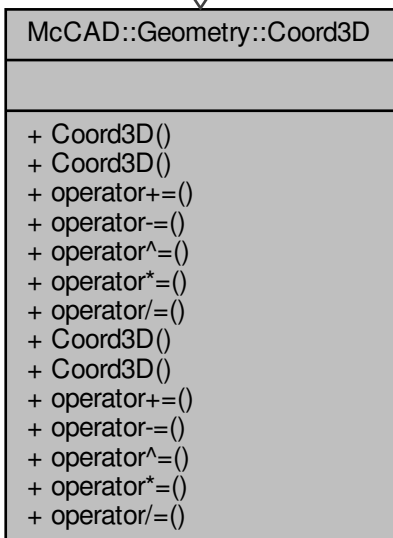 McCAD::Geometry::Coord3D
+ Coord3D()
+ Coord3D()
+ operator+=()
+ operator-=()
+ operator^=()
+ operator*=()
+ operator/=()
+ Coord3D()
+ Coord3D()
+ operator+=()
+ operator-=()
+ operator^=()
+ operator*=()
+ operator/=()